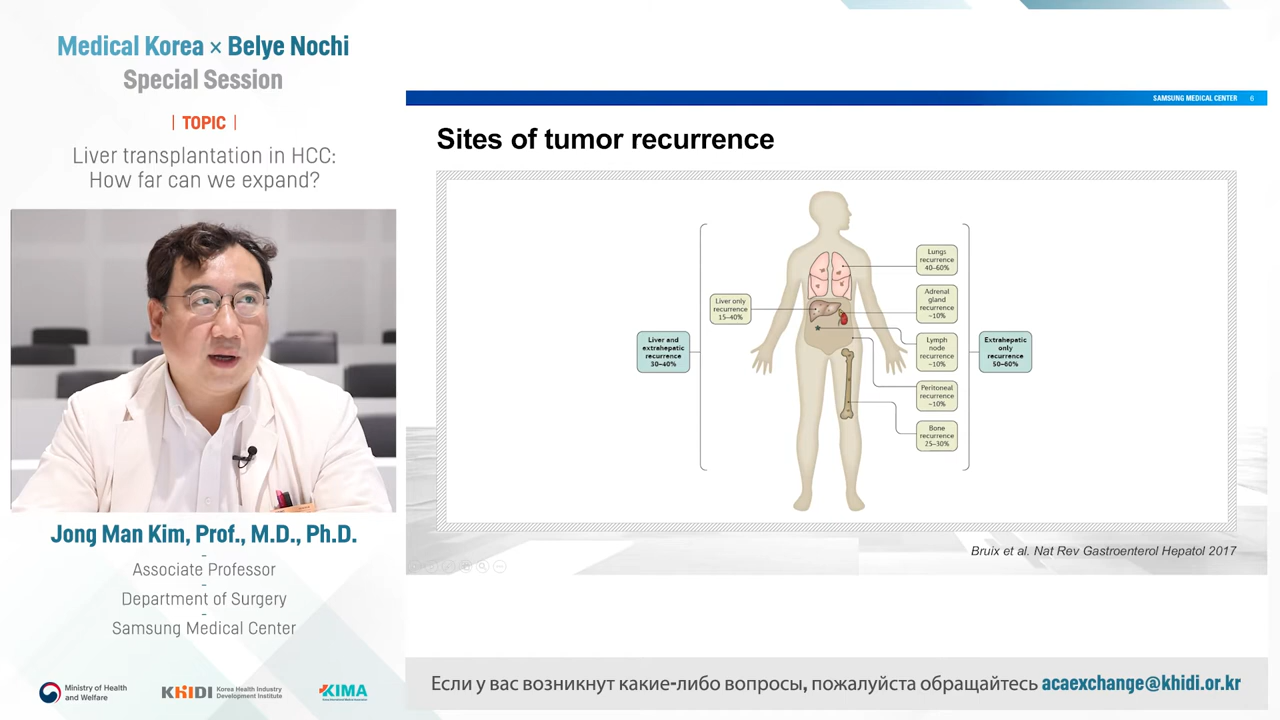 Medical Korea × Belye Nochi
Special Session
| TOPIC |
Liver transplantation in HCC:
How far can we expand?
Jong Man Kim, Prof., M.D., Ph.D.
-
Associate Professor
-
Department of Surgery
-
Samsung Medical Center
Ministry of Health
and Welfare
KHIDI
Korea Health Industry
Development Institute
KIMA
SAMSUNG MEDICAL CENTER 6
Sites of tumor recurrence
Liver and
extrahepatic
recurrence
30–40%
Liver only
recurrence
15–40%
Lungs
recurrence
40–60%
Adrenal
gland
recurrence
~10%
Lymph
node
recurrence
~10%
Peritoneal
recurrence
~10%
Bone
recurrence
25–30%
Extrahepatic
only
recurrence
50–60%
*
Bruix et al. Nat Rev Gastroenterol Hepatol 2017
Если у вас возникнут какие-либо вопросы, пожалуйста обращайтесь acaexchange@khidi.or.kr